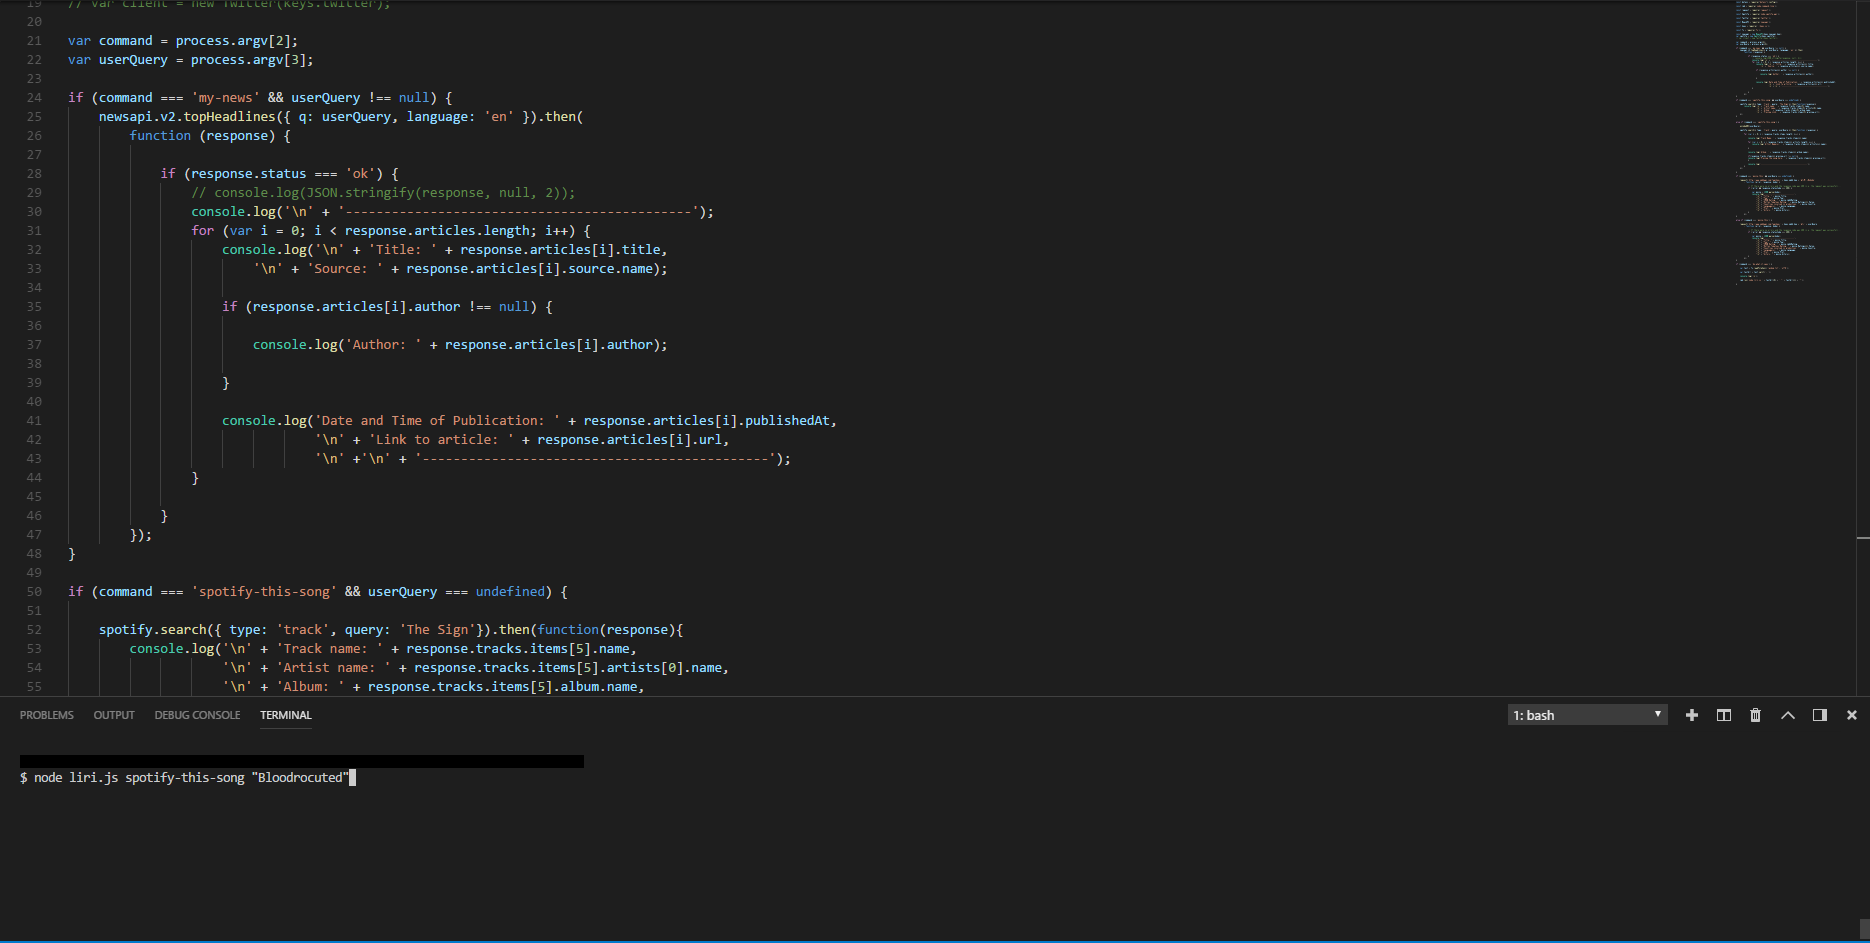 19 // var client = new Twitter(keys.twitter);
20
21 var command = process.argv[2];
22 var userQuery = process.argv[3];
23
24 if (command === 'my-news' && userQuery !== null) {
25 newsapi.v2.topHeadlines({ q: userQuery, language: 'en' }).then(
26 function (response) {
27
28 if (response.status === 'ok') {
29 // console.log(JSON.stringify(response, null, 2));
30 console.log('\n' + '---------------------------------------------');
31 for (var i = 0; i < response.articles.length; i++) {
32 console.log('\n' + 'Title: ' + response.articles[i].title,
33 '\n' + 'Source: ' + response.articles[i].source.name);
34
35 if (response.articles[i].author !== null) {
36
37 console.log('Author: ' + response.articles[i].author);
38
39 }
40
41 console.log('Date and Time of Publication: ' + response.articles[i].publishedAt,
42 '\n' + 'Link to article: ' + response.articles[i].url,
43 '\n' +'\n' + '---------------------------------------------');
44 }
45
46 }
47 });
48 }
49
50 if (command === 'spotify-this-song' && userQuery === undefined) {
51
52 spotify.search({ type: 'track', query: 'The Sign'}).then(function(response){
53 console.log('\n' + 'Track name: ' + response.tracks.items[5].name,
54 '\n' + 'Artist name: ' + response.tracks.items[5].artists[0].name,
55 '\n' + 'Album: ' + response.tracks.items[5].album.name,
PROBLEMS OUTPUT DEBUG CONSOLE TERMINAL 1: bash
$ node liri.js spotify-this-song "Bloodrocuted"